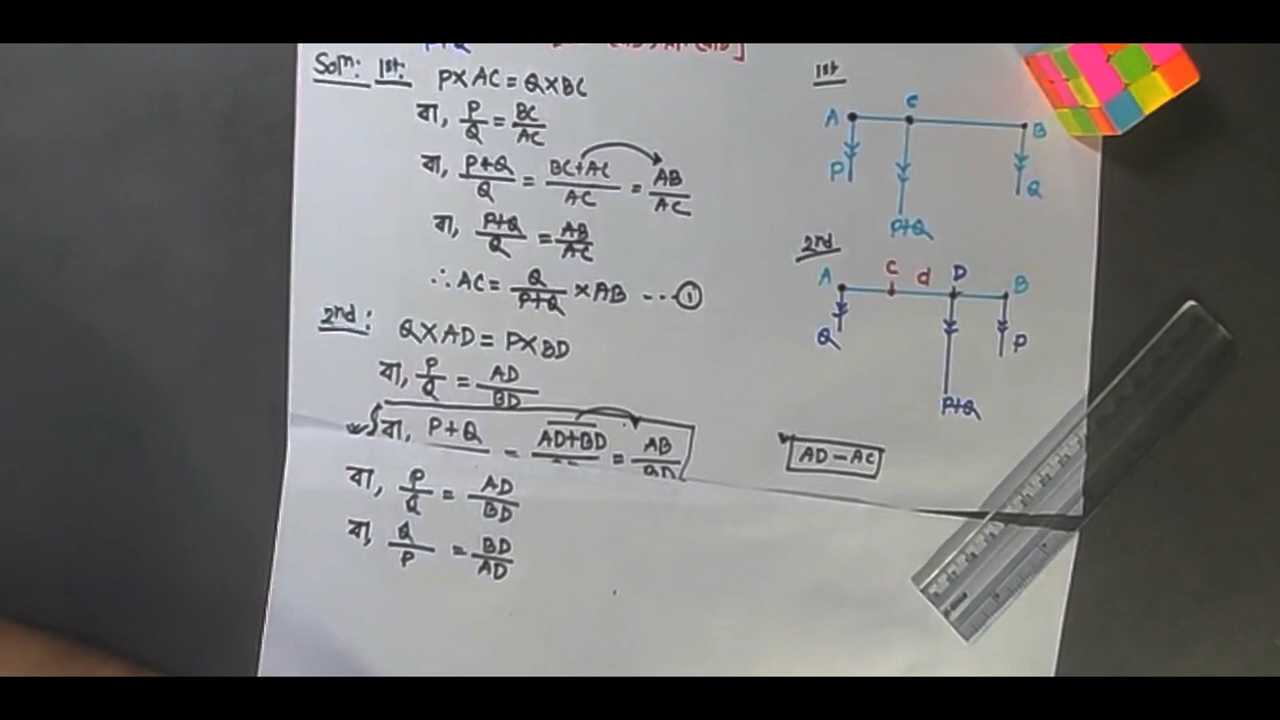 P+Q
Soln: 1st: P×AC = Q×BC
বা, P/Q = BC/AC
বা, P+Q/Q = BC+AC/AC = AB/AC
বা, P+Q/Q = AB/AC
∴ AC = Q/P+Q × AB --- ①
2nd: Q×AD = P×BD
বা, P/Q = AD/BD
বা, P+Q = AD+BD = AB/BD
বা, P/Q = AD/BD
বা, Q/P = BD/AD
1st
A C B
P Q
P+Q
2nd
A C d D B
Q P
P+Q
AD - AC